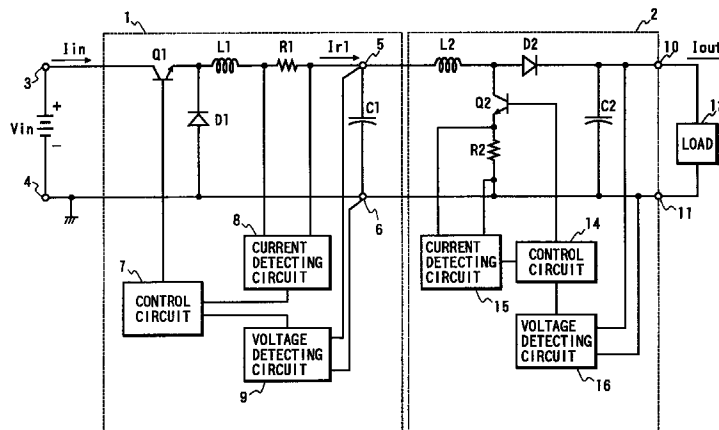 1
2
Iin
Q1
L1
R1
Ir1
5
L2
D2
10
Iout
3
Vin
+
−
D1
C1
Q2
C2
R2
LOAD
4
6
11
8
CURRENT DETECTING CIRCUIT
7
CONTROL CIRCUIT
VOLTAGE DETECTING CIRCUIT
9
CURRENT DETECTING CIRCUIT
15
14
CONTROL CIRCUIT
VOLTAGE DETECTING CIRCUIT
16